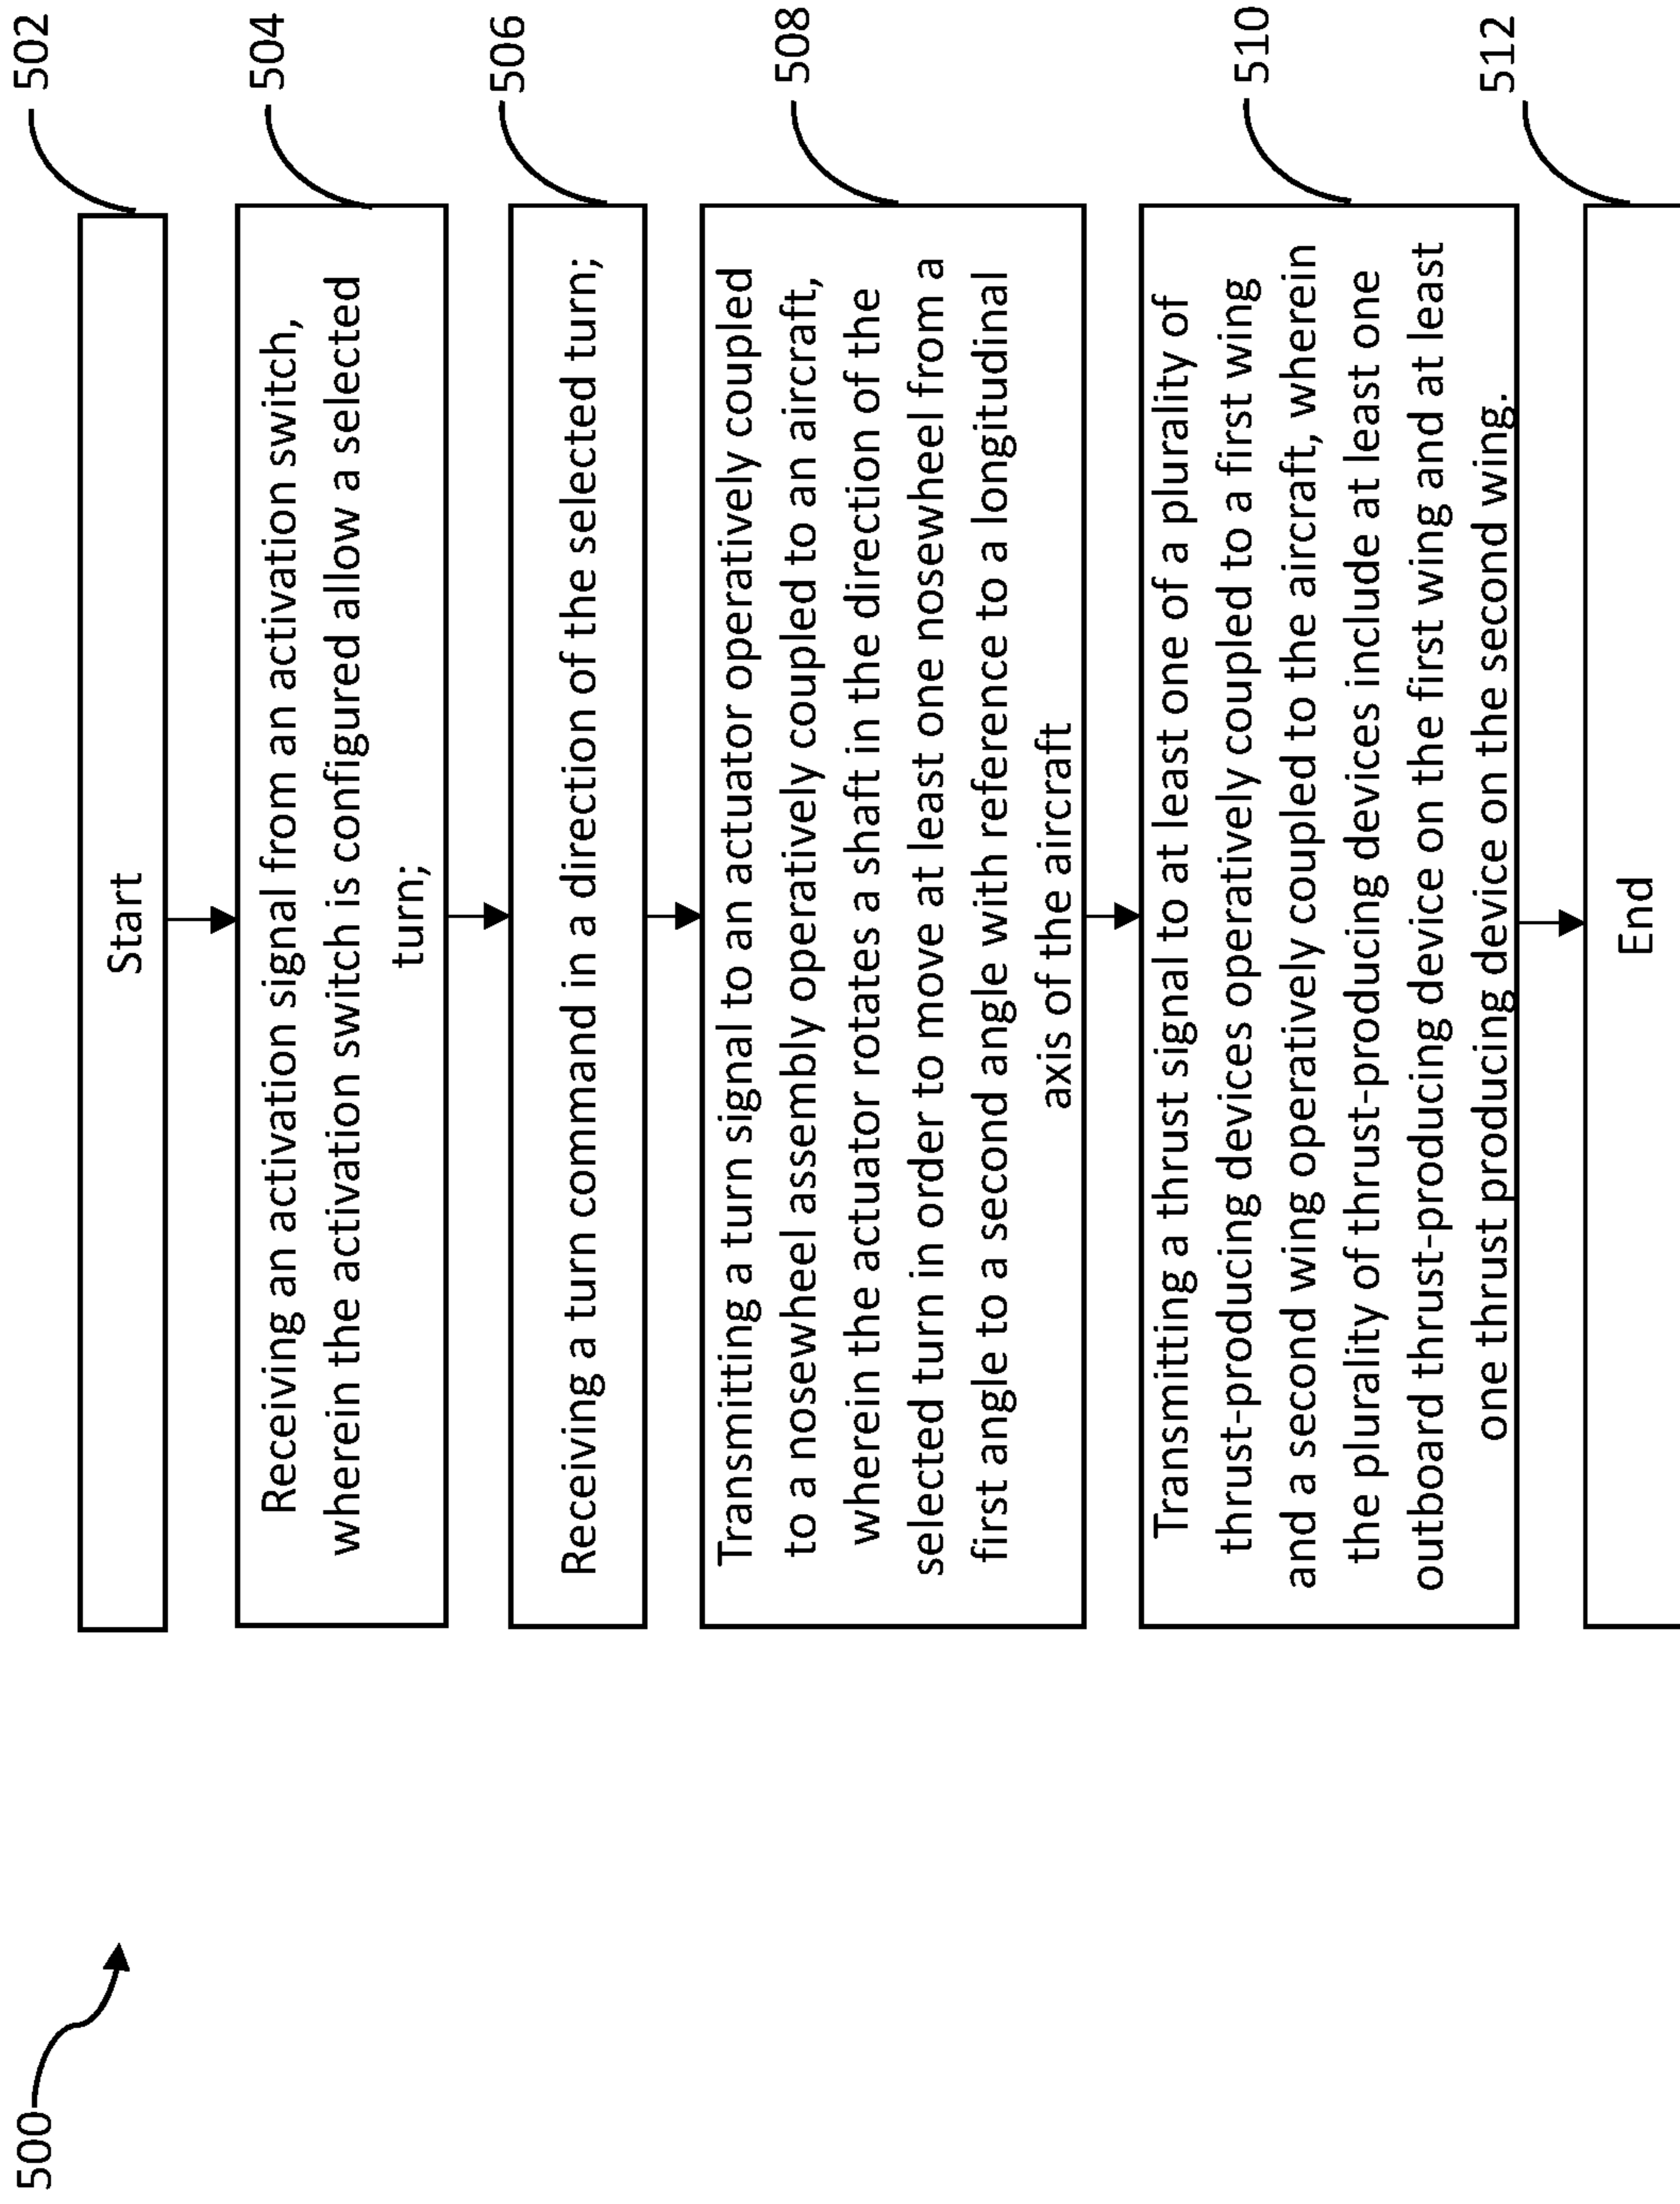 500
502
Start
504
Receiving an activation signal from an activation switch,
wherein the activation switch is configured allow a selected
turn;
506
Receiving a turn command in a direction of the selected turn;
508
Transmitting a turn signal to an actuator operatively coupled
to a nosewheel assembly operatively coupled to an aircraft,
wherein the actuator rotates a shaft in the direction of the
selected turn in order to move at least one nosewheel from a
first angle to a second angle with reference to a longitudinal
axis of the aircraft
510
Transmitting a thrust signal to at least one of a plurality of
thrust-producing devices operatively coupled to a first wing
and a second wing operatively coupled to the aircraft, wherein
the plurality of thrust-producing devices include at least one
outboard thrust-producing device on the first wing and at least
one thrust producing device on the second wing.
512
End